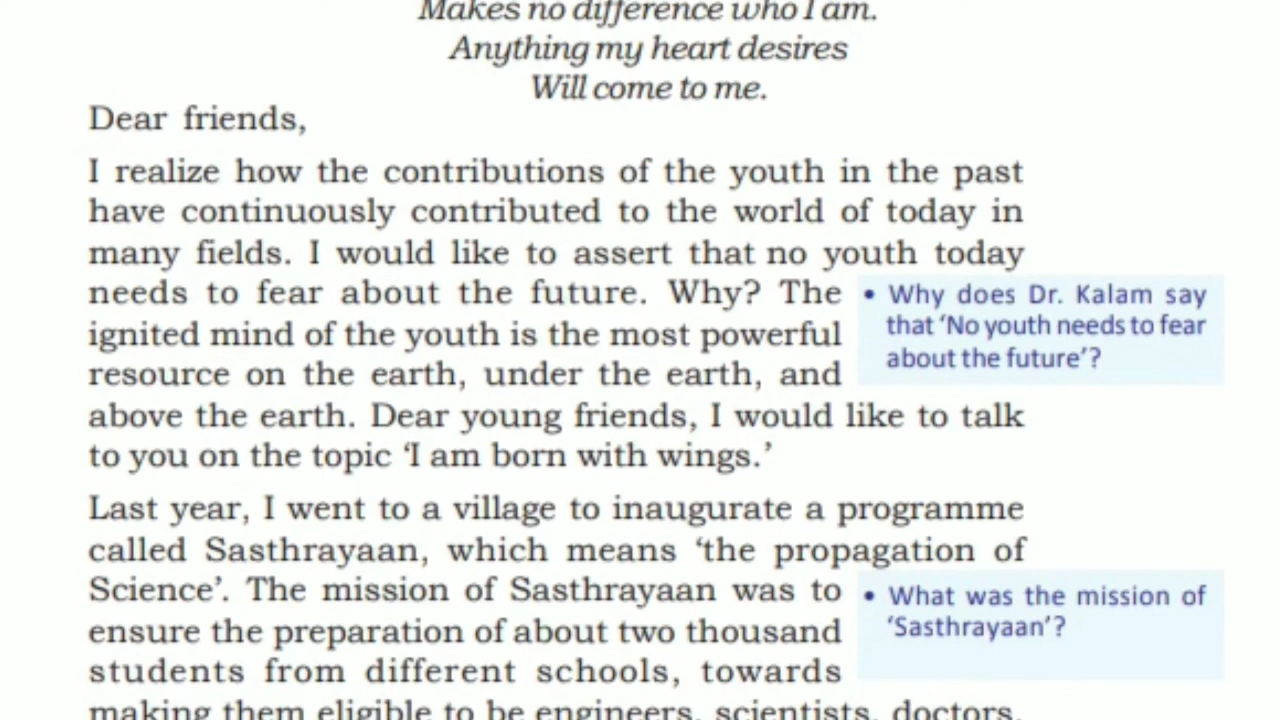 Makes no difference who I am.
Anything my heart desires
Will come to me.
Dear friends,
I realize how the contributions of the youth in the past
have continuously contributed to the world of today in
many fields. I would like to assert that no youth today
needs to fear about the future. Why? The
ignited mind of the youth is the most powerful
resource on the earth, under the earth, and
above the earth. Dear young friends, I would like to talk
to you on the topic ‘I am born with wings.’
• Why does Dr. Kalam say
that ‘No youth needs to fear
about the future’?
Last year, I went to a village to inaugurate a programme
called Sasthrayaan, which means ‘the propagation of
Science’. The mission of Sasthrayaan was to
ensure the preparation of about two thousand
students from different schools, towards
making them eligible to be engineers, scientists, doctors,
• What was the mission of
‘Sasthrayaan’?